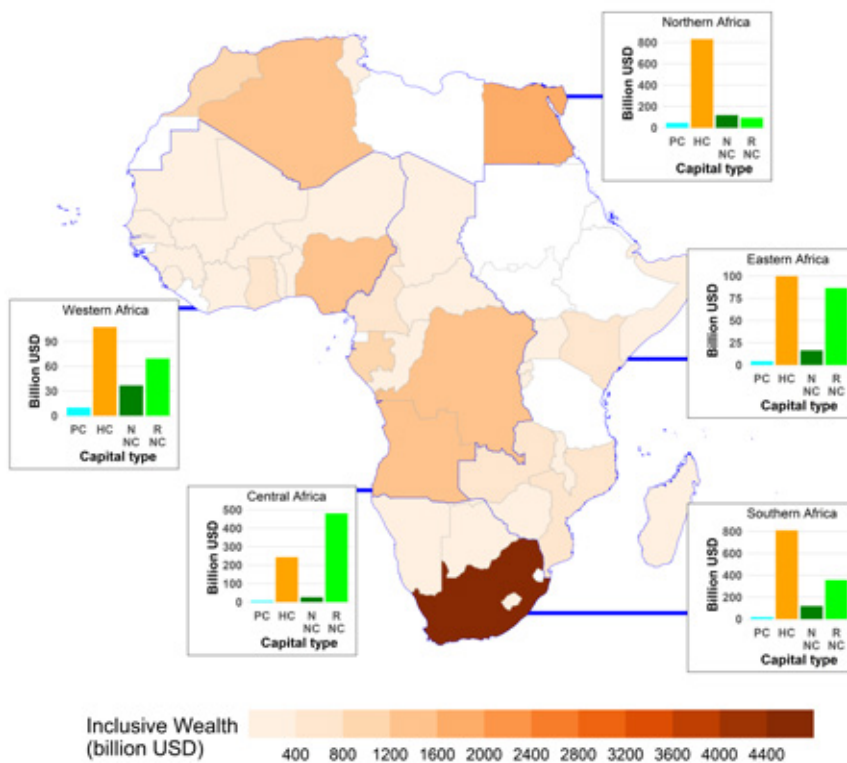 Northern Africa
Billion USD
800
600
400
200
0
PC HC N NC R NC
Capital type
Eastern Africa
Billion USD
100
75
50
25
0
PC HC N NC R NC
Capital type
Western Africa
Billion USD
90
60
30
0
PC HC N NC R NC
Capital type
Central Africa
Billion USD
500
400
300
200
100
0
PC HC N NC R NC
Capital type
Southern Africa
Billion USD
800
600
400
200
0
PC HC N NC R NC
Capital type
Inclusive Wealth
(billion USD)
400 800 1200 1600 2000 2400 2800 3200 3600 4000 4400